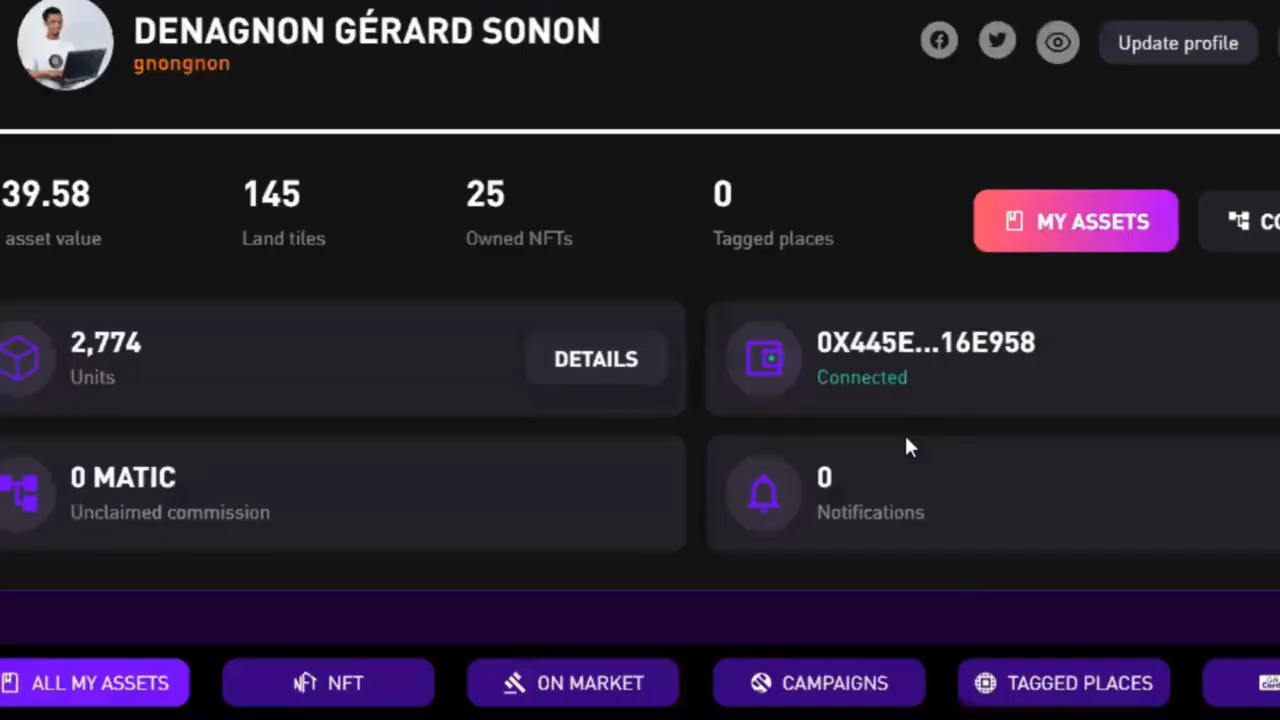 DENAGNON GÉRARD SONON
gnongnon
Update profile
39.58
145
25
0
asset value
Land tiles
Owned NFTs
Tagged places
MY ASSETS
CO
2,774
Units
DETAILS
0X445E...16E958
Connected
0 MATIC
Unclaimed commission
0
Notifications
ALL MY ASSETS
NFT
ON MARKET
CAMPAIGNS
TAGGED PLACES